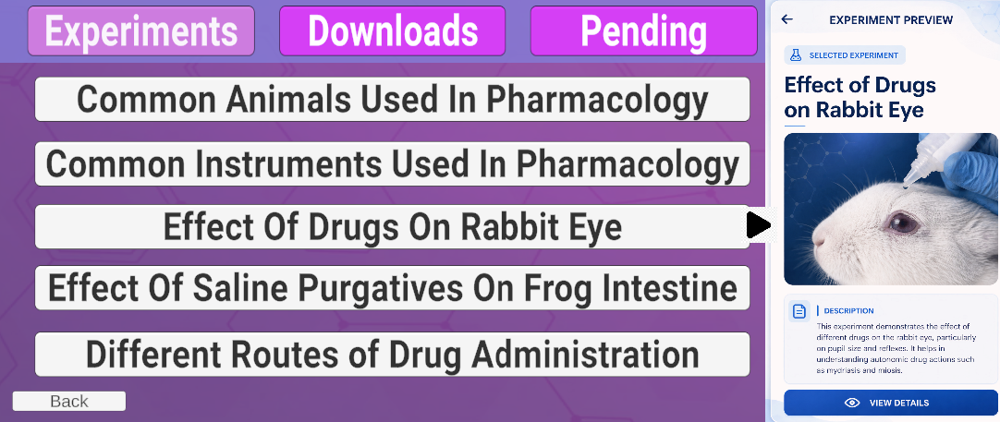 Experiments
Downloads
Pending
Common Animals Used In Pharmacology
Common Instruments Used In Pharmacology
Effect Of Drugs On Rabbit Eye
Effect Of Saline Purgatives On Frog Intestine
Different Routes of Drug Administration
Back
EXPERIMENT PREVIEW
SELECTED EXPERIMENT
Effect of Drugs
on Rabbit Eye
DESCRIPTION
This experiment demonstrates the effect of
different drugs on the rabbit eye, particularly
on pupil size and reflexes. It helps in
understanding autonomic drug actions such
as mydriasis and miosis.
VIEW DETAILS